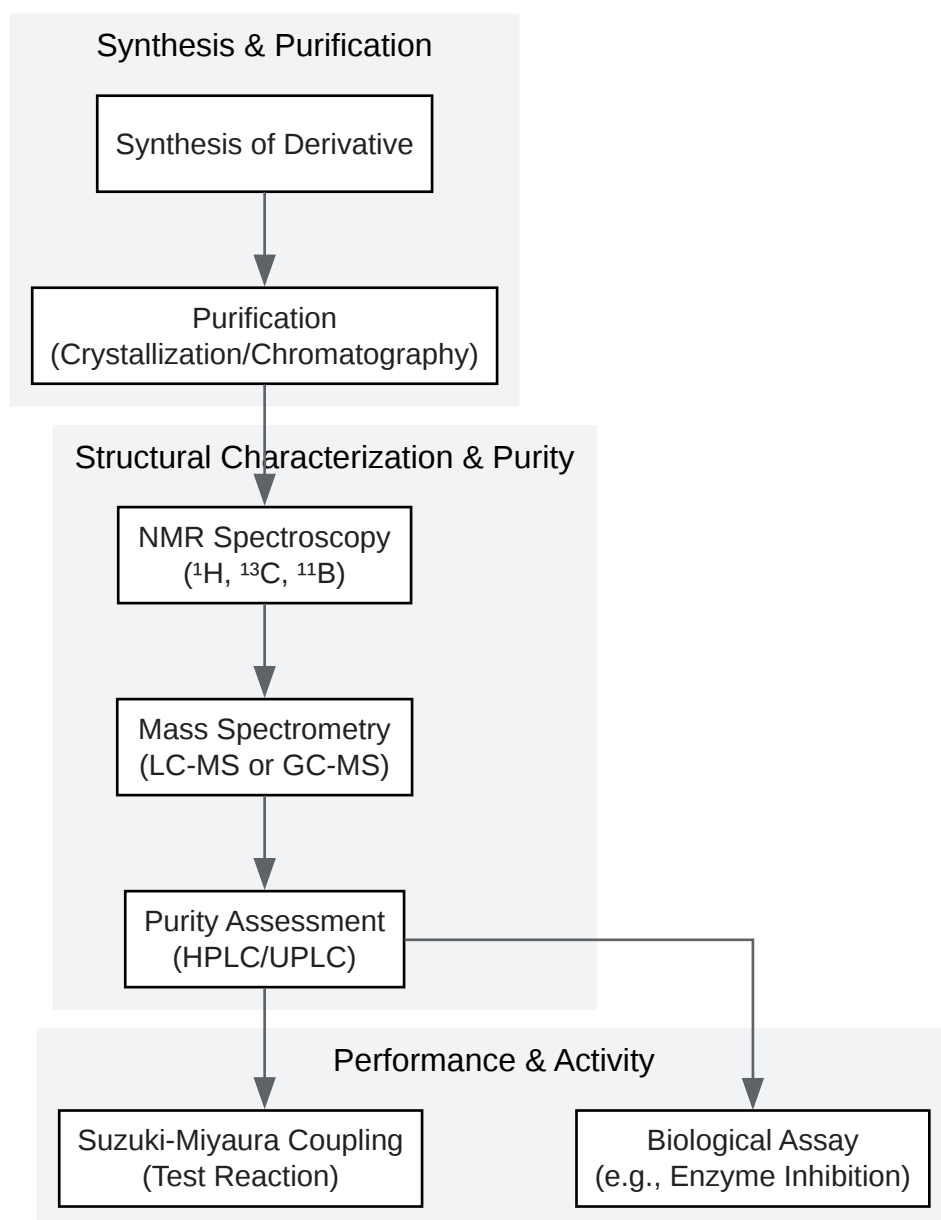 Synthesis & Purification
Synthesis of Derivative
Purification
(Crystallization/Chromatography)
Structural Characterization & Purity
NMR Spectroscopy
(¹H, ¹³C, ¹¹B)
Mass Spectrometry
(LC-MS or GC-MS)
Purity Assessment
(HPLC/UPLC)
Performance & Activity
Suzuki-Miyaura Coupling
(Test Reaction)
Biological Assay
(e.g., Enzyme Inhibition)